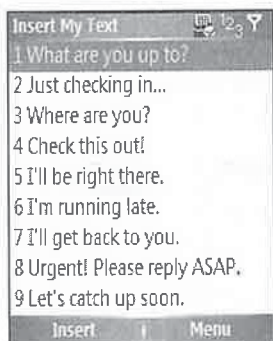 Insert My Text 123
1 What are you up to?
2 Just checking in...
3 Where are you?
4 Check this out!
5 I'll be right there.
6 I'm running late.
7 I'll get back to you.
8 Urgent! Please reply ASAP.
9 Let's catch up soon.
Insert Menu